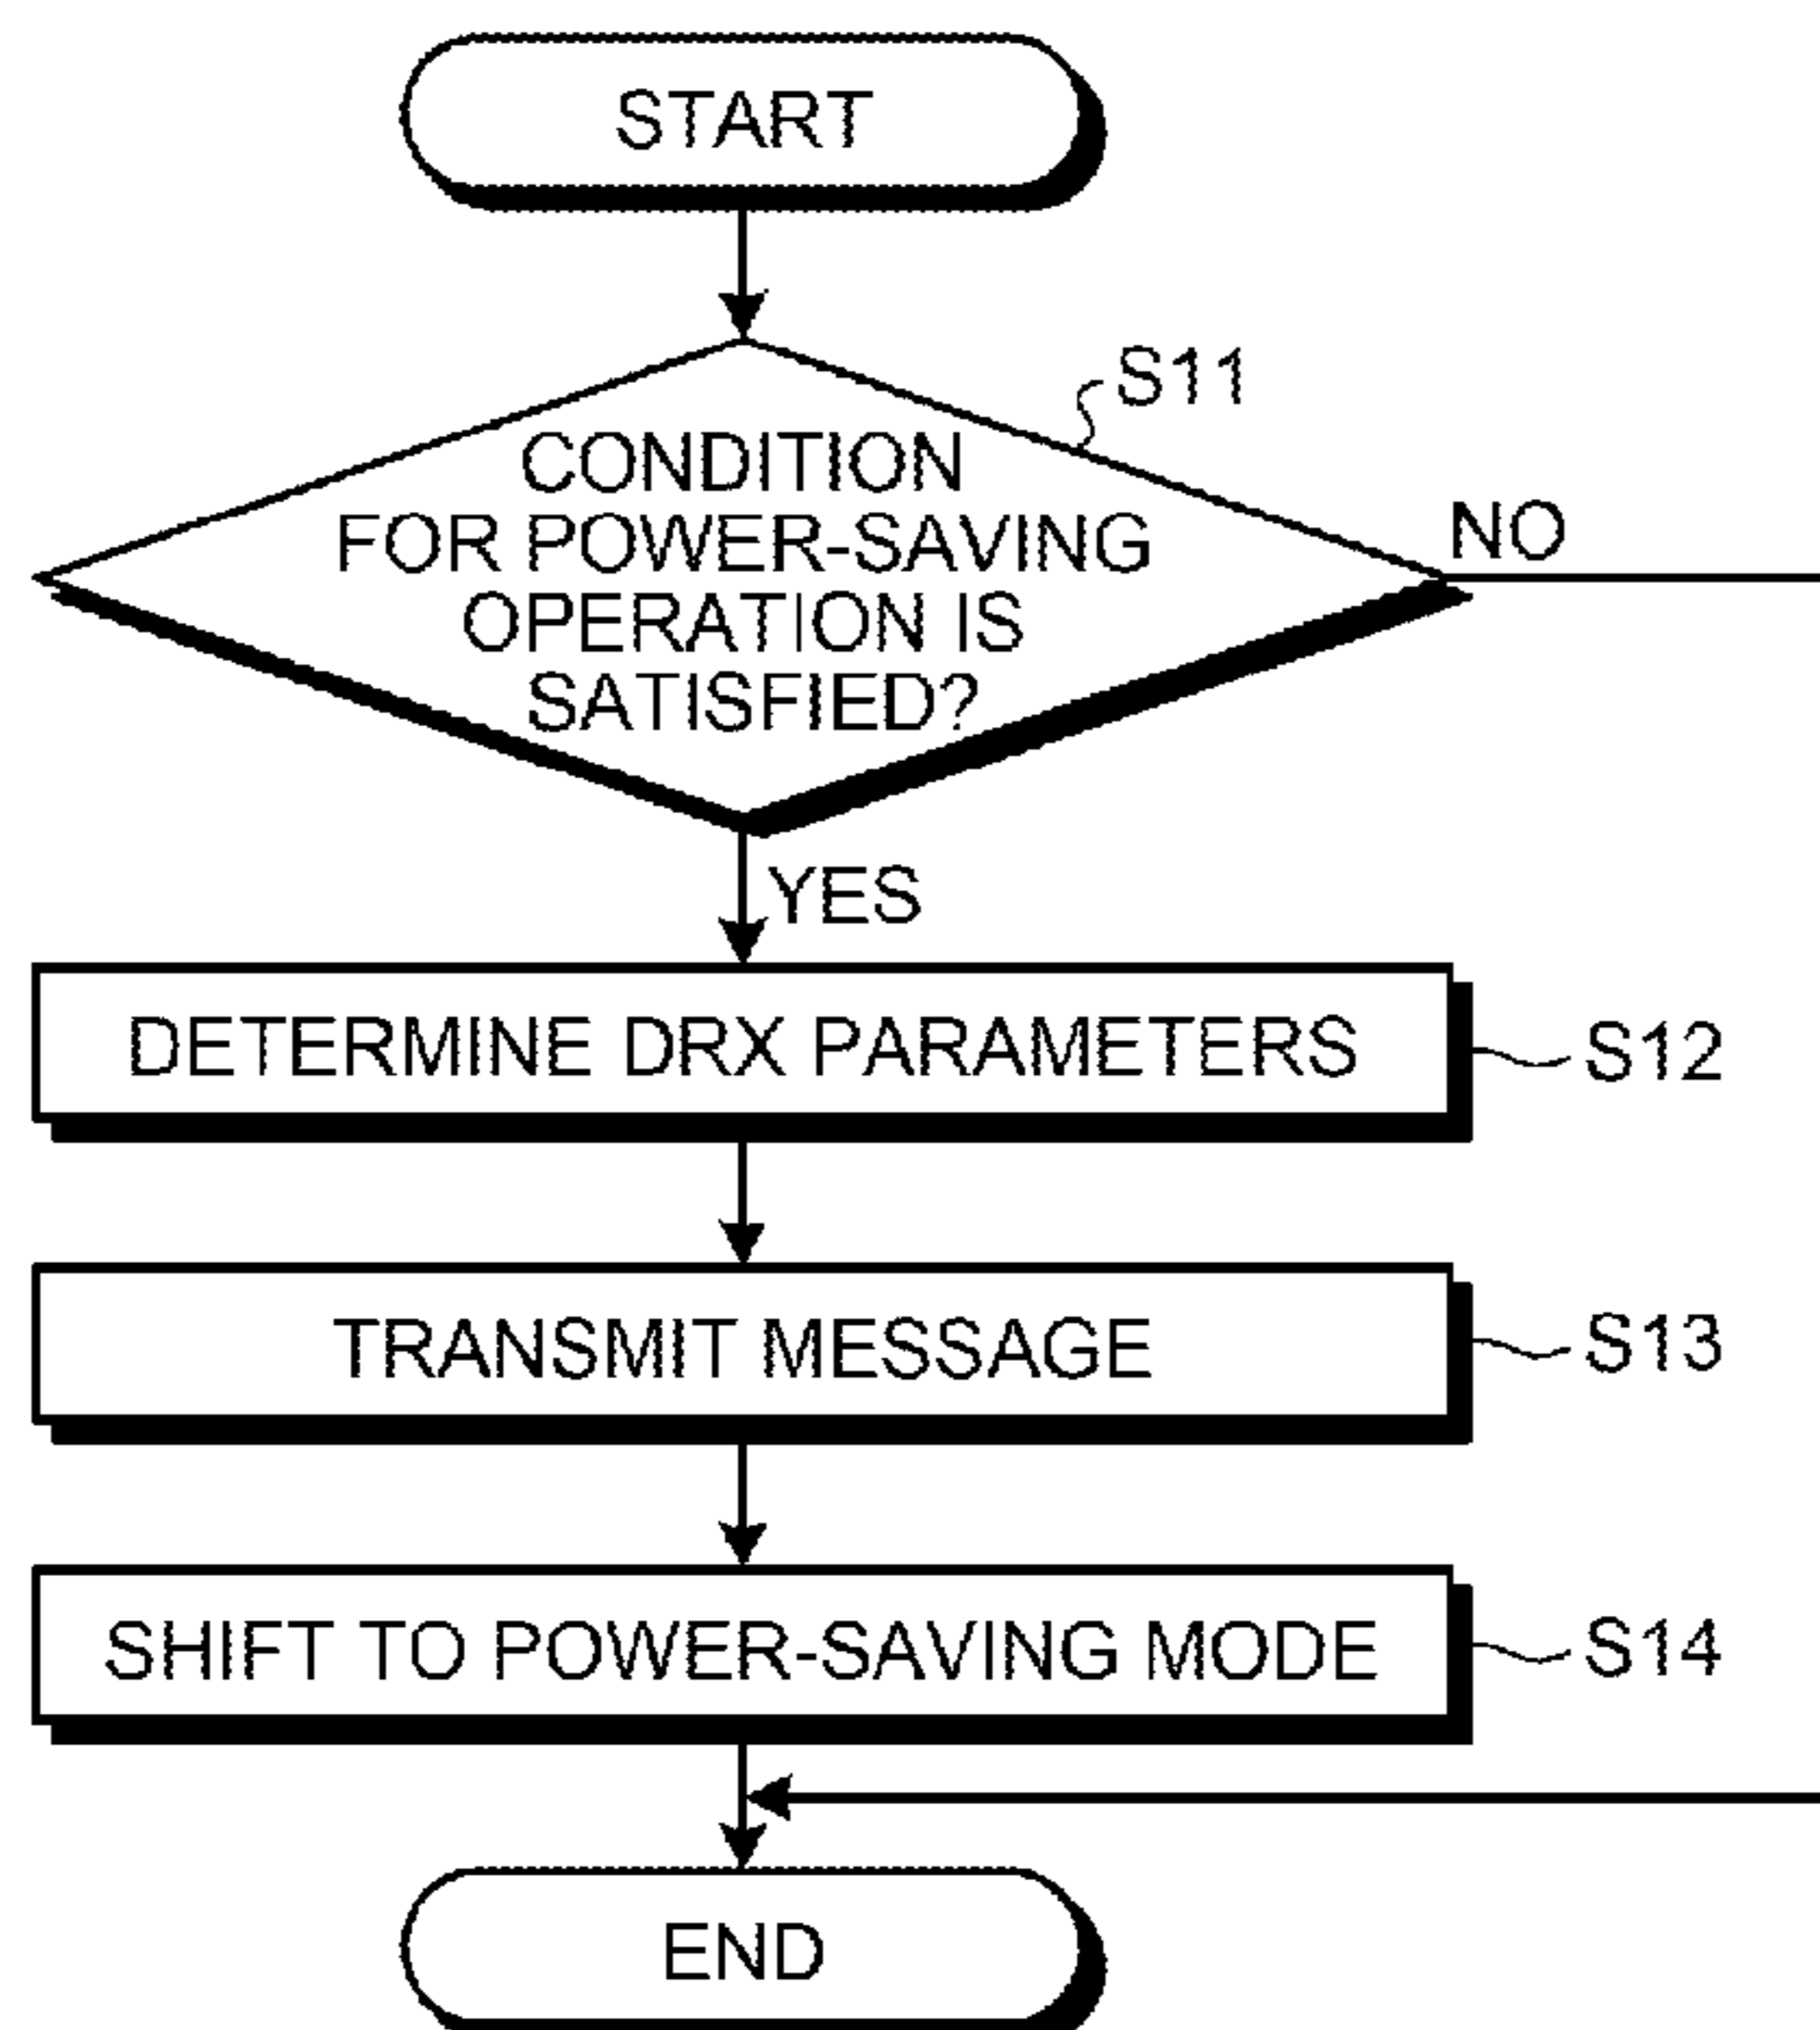 START
S11
CONDITION
FOR POWER-SAVING
OPERATION IS
SATISFIED?
NO
YES
DETERMINE DRX PARAMETERS
S12
TRANSMIT MESSAGE
S13
SHIFT TO POWER-SAVING MODE
S14
END